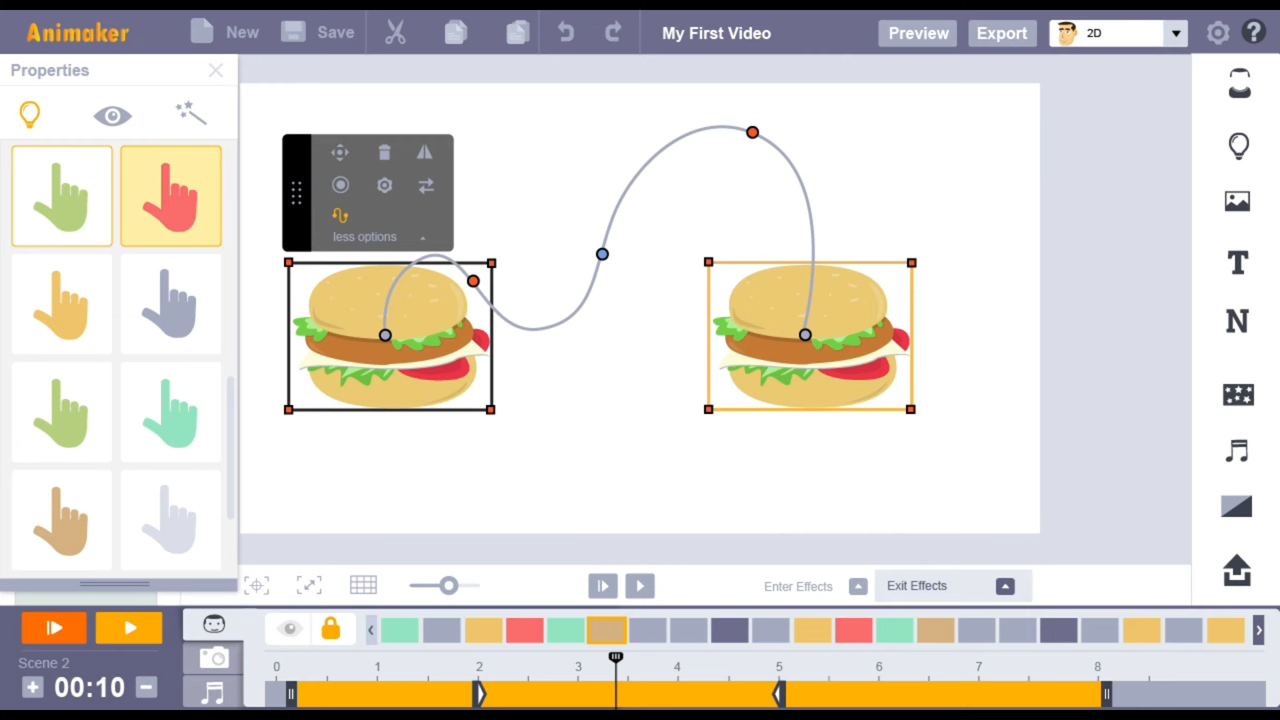 Animaker
New
Save
My First Video
Preview
Export
2D
?
Properties
less options
T
N
Enter Effects
Exit Effects
Scene 2
00:10
0 1 2 3 4 5 6 7 8